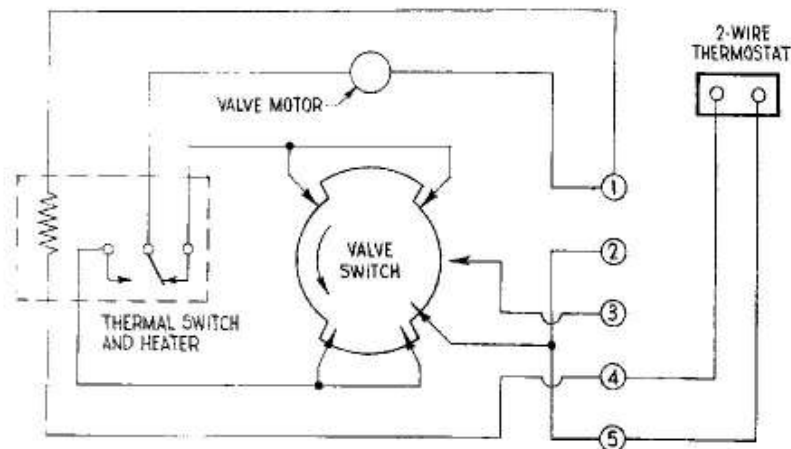 2-WIRE
THERMOSTAT
VALVE MOTOR
1
2
VALVE
SWITCH
3
THERMAL SWITCH
AND HEATER
4
5